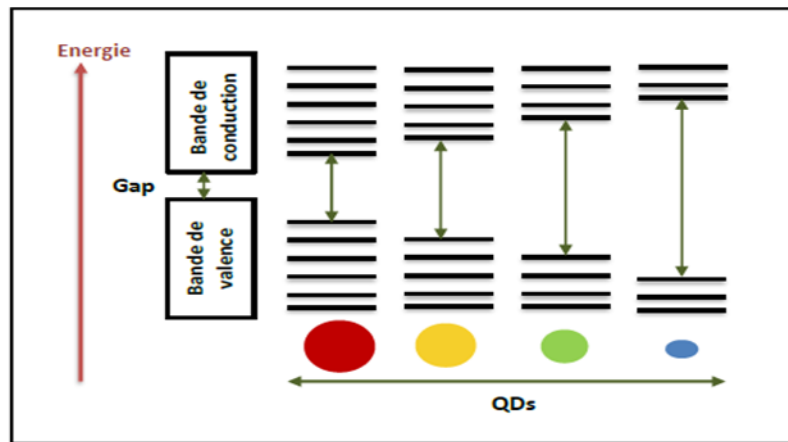 Energie
Bande de
conduction
Gap
Bande de
valence
QDs